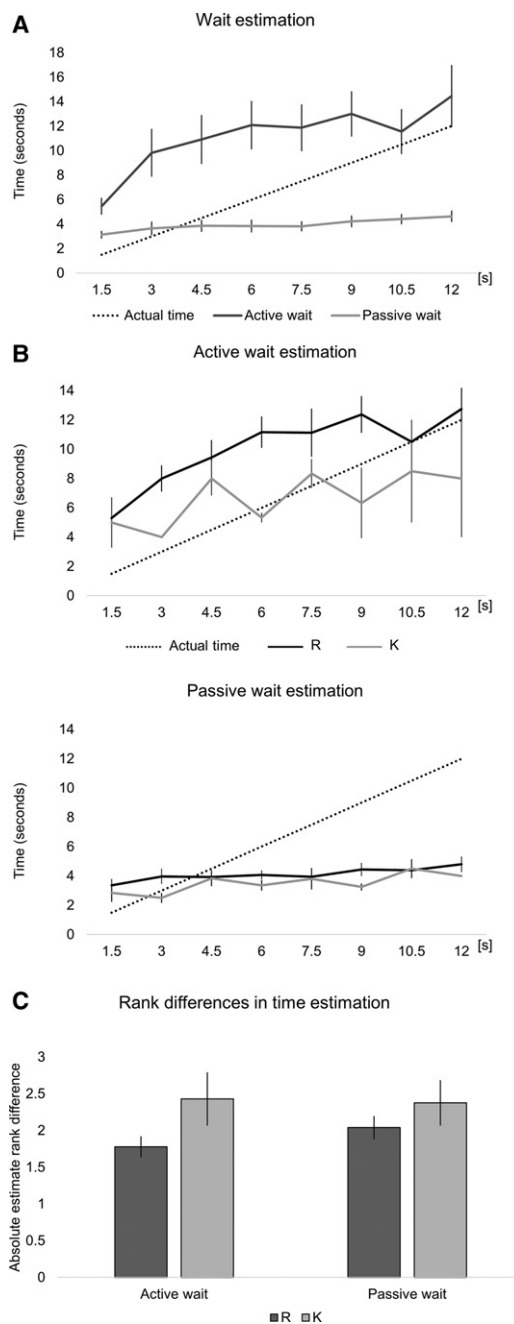 A
Wait estimation
Time (seconds)
18
16
14
12
10
8
6
4
2
0
1.5 3 4.5 6 7.5 9 10.5 12 [s]
Actual time Active wait Passive wait
B
Active wait estimation
Time (seconds)
14
12
10
8
6
4
2
0
1.5 3 4.5 6 7.5 9 10.5 12 [s]
Actual time R K
Passive wait estimation
Time (seconds)
14
12
10
8
6
4
2
0
1.5 3 4.5 6 7.5 9 10.5 12 [s]
C
Rank differences in time estimation
Absolute estimate rank difference
3
2.5
2
1.5
1
0.5
0
Active wait Passive wait
R K